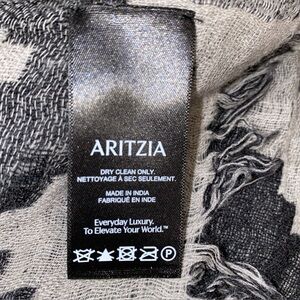 ARITZIA
DRY CLEAN ONLY.
NETTOYAGE À SEC SEULEMENT.
MADE IN INDIA
FABRIQUÉ EN INDE
Everyday Luxury.
To Elevate Your World.™
P